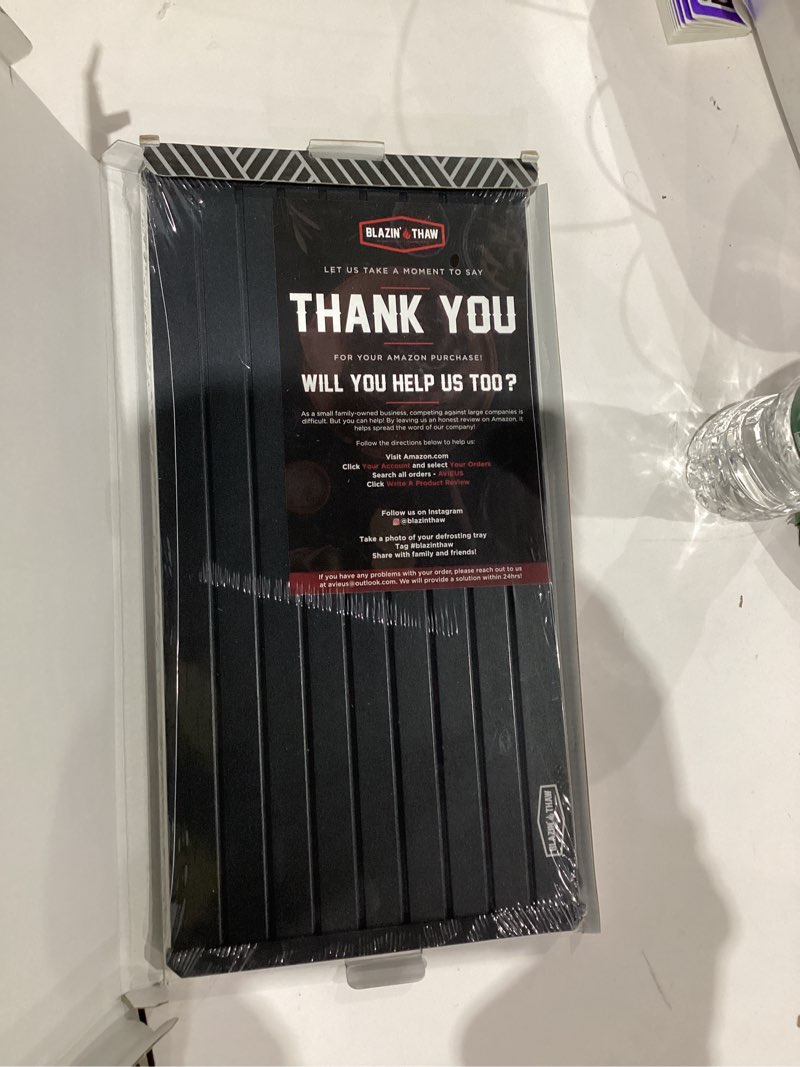 BLAZIN' THAW
LET US TAKE A MOMENT TO SAY
THANK YOU
FOR YOUR AMAZON PURCHASE!
WILL YOU HELP US TOO?
As a small family-owned business, competing against large companies is
difficult. But you can help! By leaving us an honest review on Amazon, it
helps spread the word of our company!
Follow the directions below to help us:
Visit Amazon.com
Click Your Account and select Your Orders
Search all orders - AVIEUS
Click Write A Product Review
Follow us on Instagram
@blazinthaw
Take a photo of your defrosting tray
Tag #blazinthaw
Share with family and friends!
If you have any problems with your order, please reach out to us
at avieus@outlook.com. We will provide a solution within 24hrs!
BLAZIN' THAW